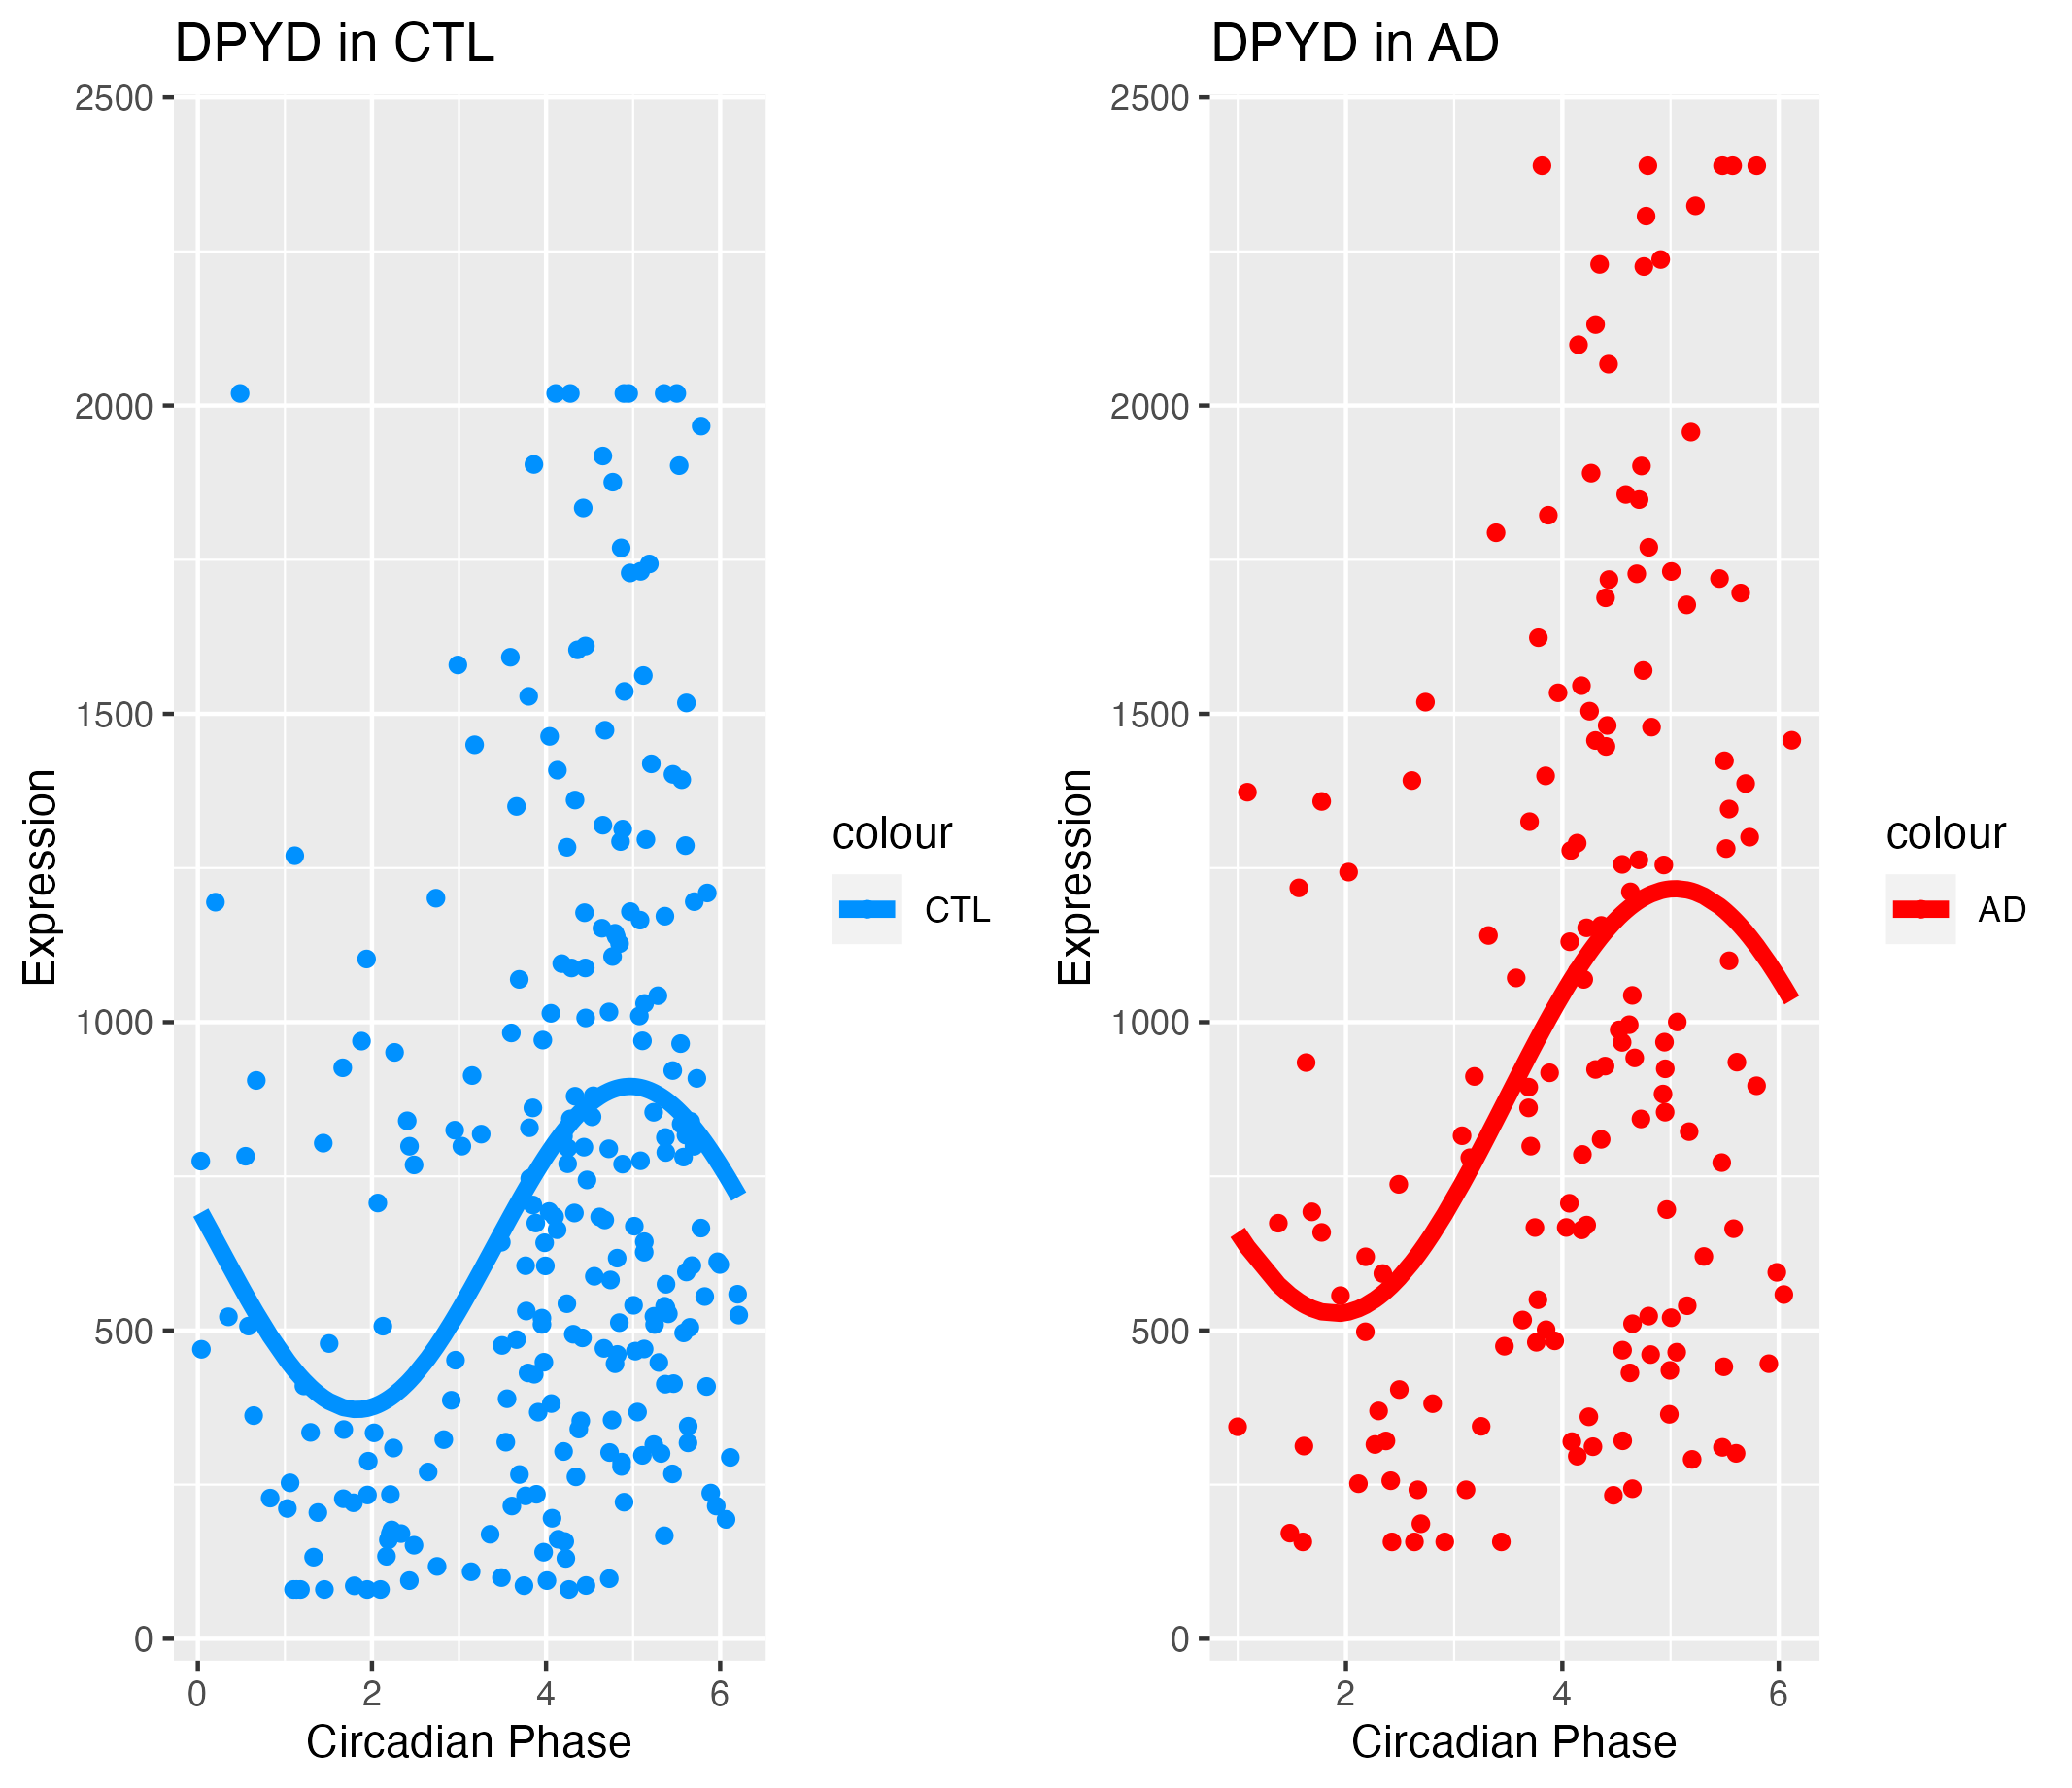 DPYD in CTL
2500
2000
1500
1000
500
0
Expression
0 2 4 6
Circadian Phase
colour
CTL
DPYD in AD
2500
2000
1500
1000
500
0
Expression
2 4 6
Circadian Phase
colour
AD